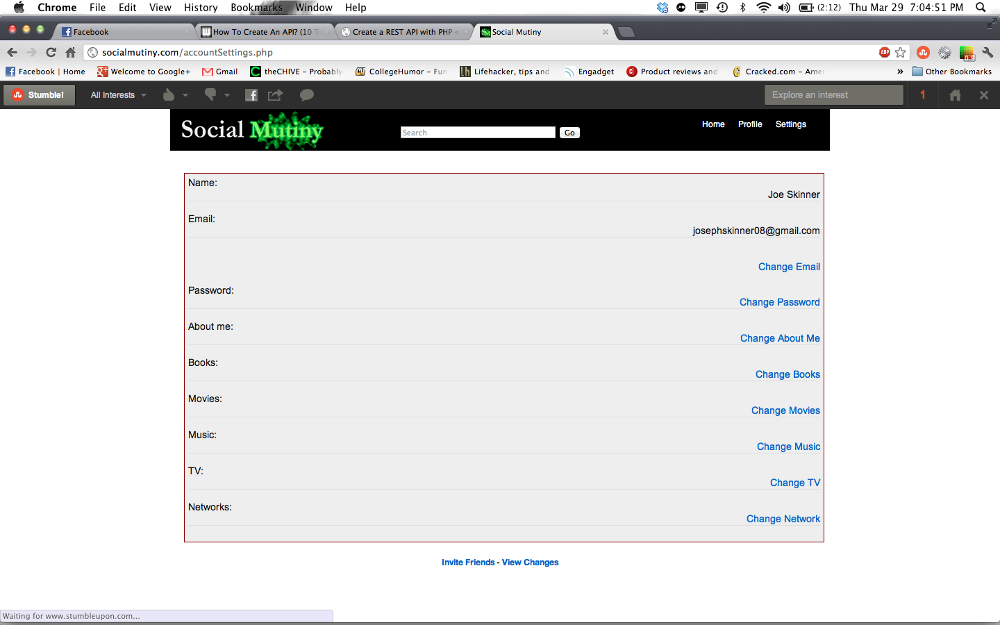 Chrome File Edit View History Bookmarks Window Help (2:12) Thu Mar 29 7:04:51 PM
Facebook How To Create An API? (10 Create a REST API with PHP Social Mutiny
socialmutiny.com/accountSettings.php ABP 0.9
Facebook | Home Welcome to Google+ Gmail theCHIVE – Probably CollegeHumor – Fun Lifehacker, tips and Engadget Product reviews and Cracked.com – Amer » Other Bookmarks
Stumble! All Interests Explore an interest 1
Social Mutiny Search Go Home Profile Settings
Name:
Joe Skinner
Email:
josephskinner08@gmail.com
Change Email
Password:
Change Password
About me:
Change About Me
Books:
Change Books
Movies:
Change Movies
Music:
Change Music
TV:
Change TV
Networks:
Change Network
Invite Friends - View Changes
Waiting for www.stumbleupon.com...